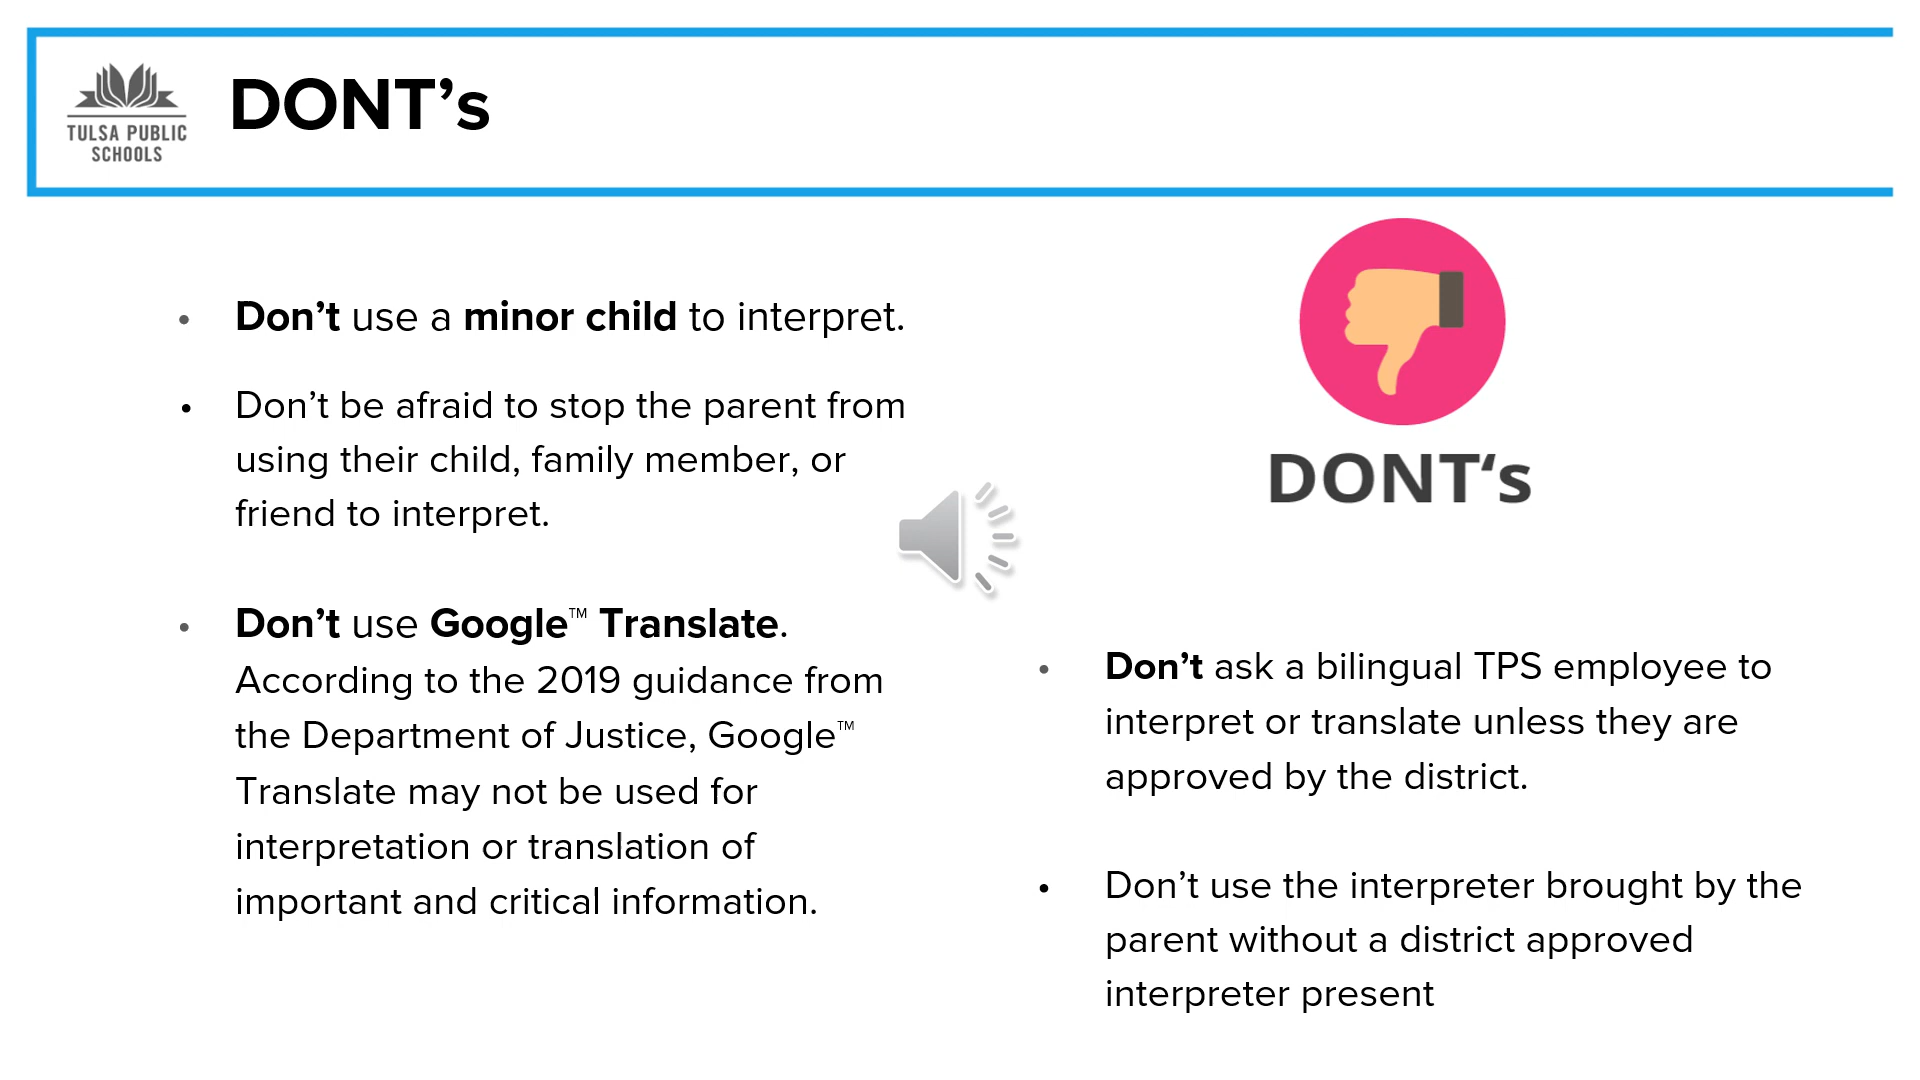 TULSA PUBLIC
SCHOOLS
DONT’s
• Don’t use a minor child to interpret.
• Don’t be afraid to stop the parent from
using their child, family member, or
friend to interpret.
• Don’t use Google™ Translate.
According to the 2019 guidance from
the Department of Justice, Google™
Translate may not be used for
interpretation or translation of
important and critical information.
DONT‘s
• Don’t ask a bilingual TPS employee to
interpret or translate unless they are
approved by the district.
• Don’t use the interpreter brought by the
parent without a district approved
interpreter present